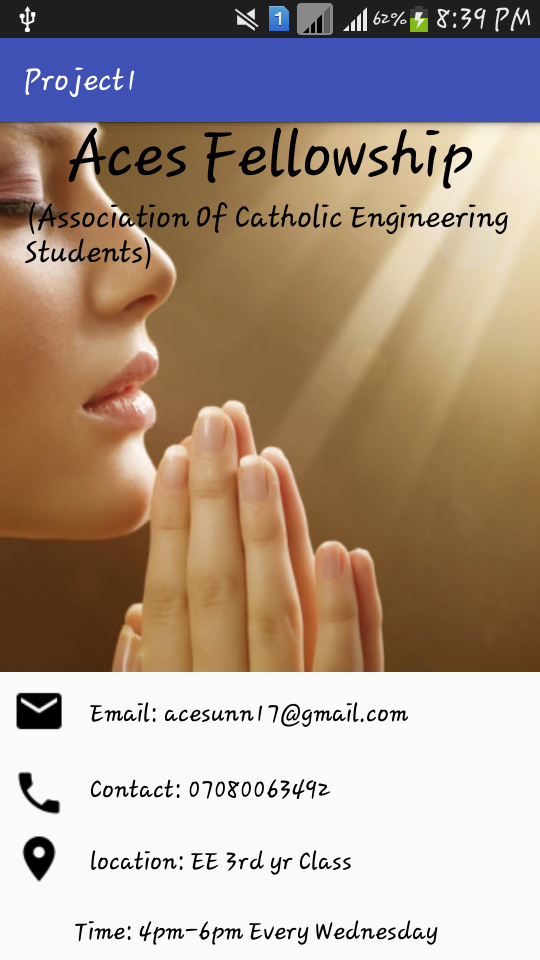 1 62% 8:39 PM
Project1
Aces Fellowship
(Association Of Catholic Engineering
Students)
Email: acesunn17@gmail.com
Contact: 07080063492
location: EE 3rd yr Class
Time: 4pm-6pm Every Wednesday